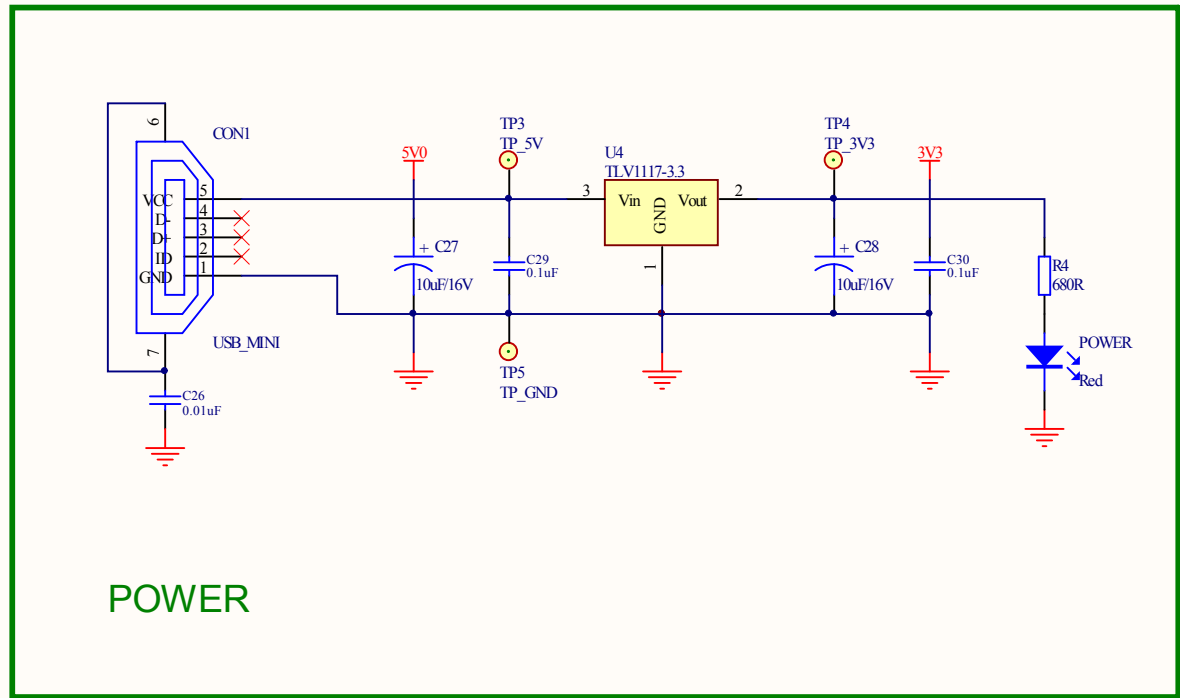 6
CON1
VCC
5
D-
4
D+
3
ID
2
GND
1
USB_MINI
7
C26
0.01uF
5V0
+ C27
10uF/16V
TP3
TP_5V
C29
0.1uF
TP5
TP_GND
U4
TLV1117-3.3
3
Vin
GND
Vout
2
1
TP4
TP_3V3
+ C28
10uF/16V
3V3
C30
0.1uF
R4
680R
POWER
Red
POWER